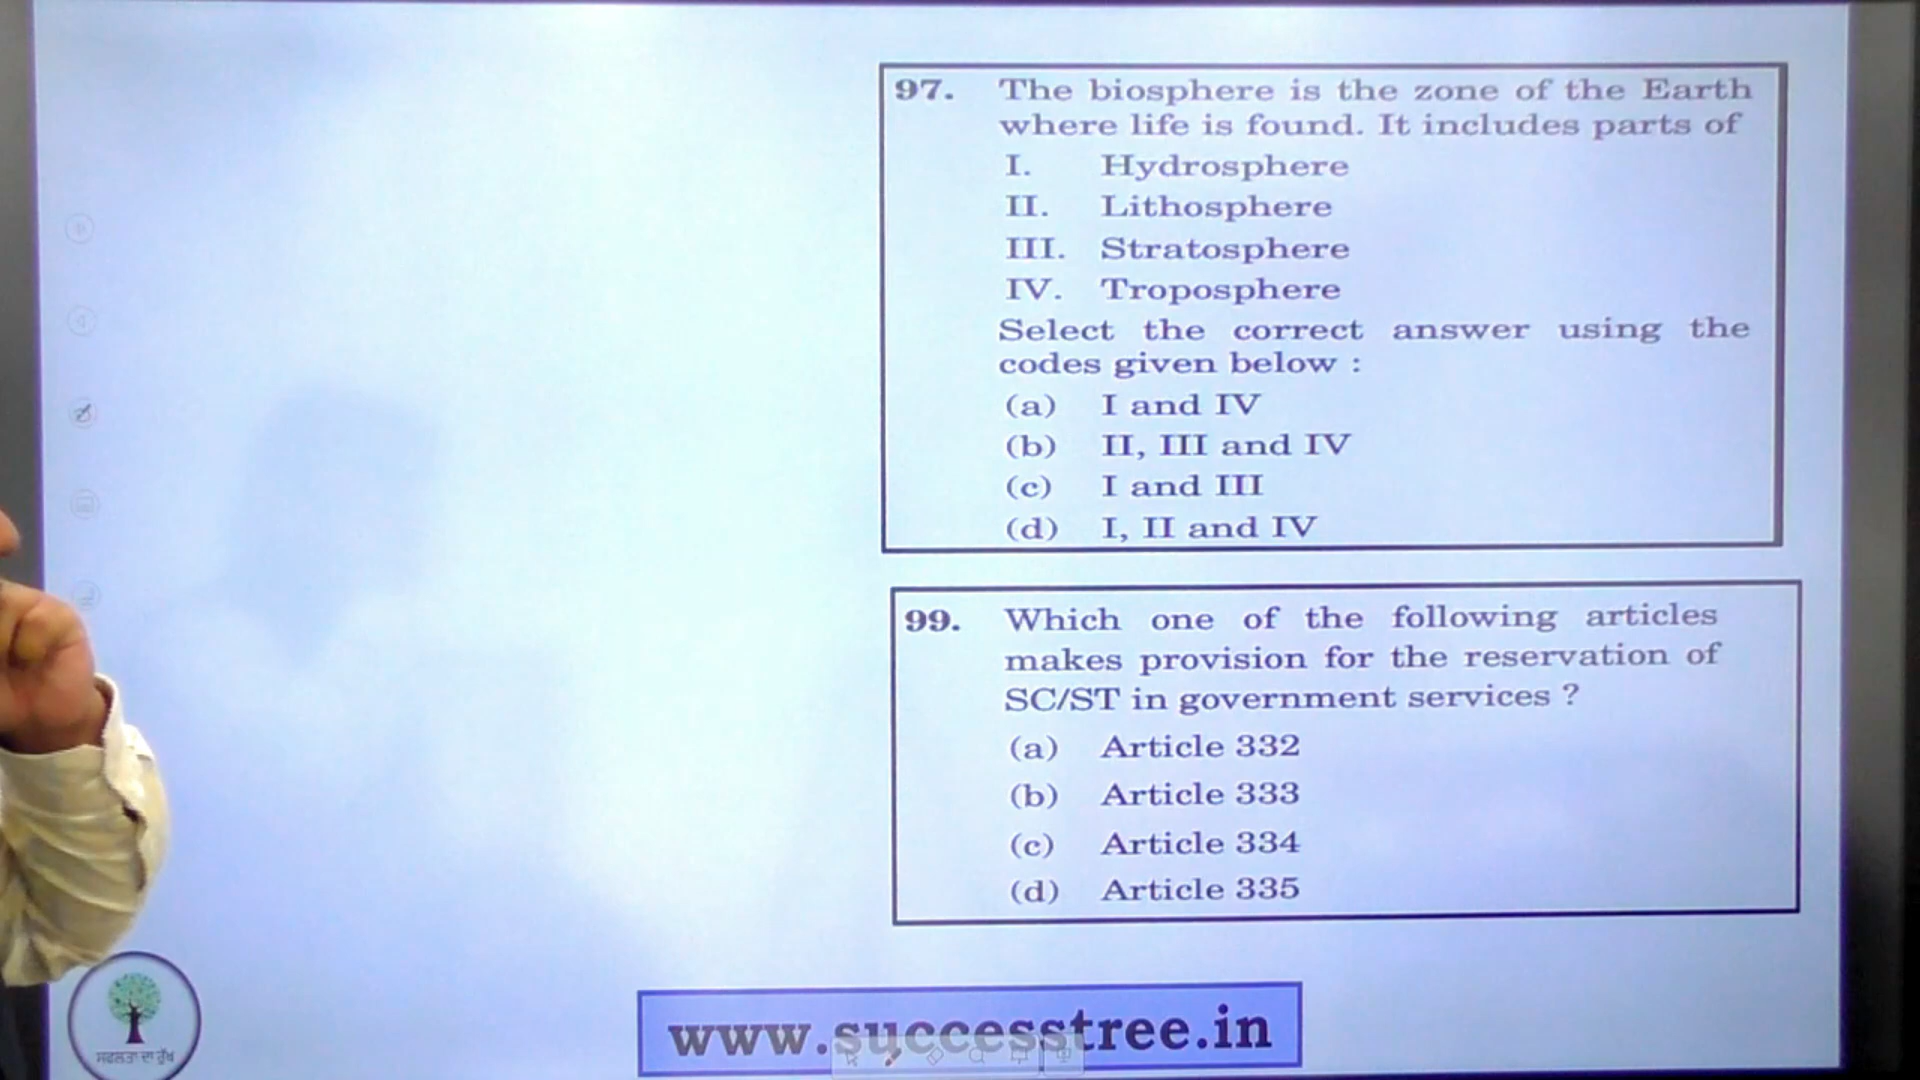 97. The biosphere is the zone of the Earth
where life is found. It includes parts of
I. Hydrosphere
II. Lithosphere
III. Stratosphere
IV. Troposphere
Select the correct answer using the
codes given below :
(a) I and IV
(b) II, III and IV
(c) I and III
(d) I, II and IV
99. Which one of the following articles
makes provision for the reservation of
SC/ST in government services ?
(a) Article 332
(b) Article 333
(c) Article 334
(d) Article 335
www.successtree.in
ਸਫਲਤਾ ਦਾ ਰੁੱਖ